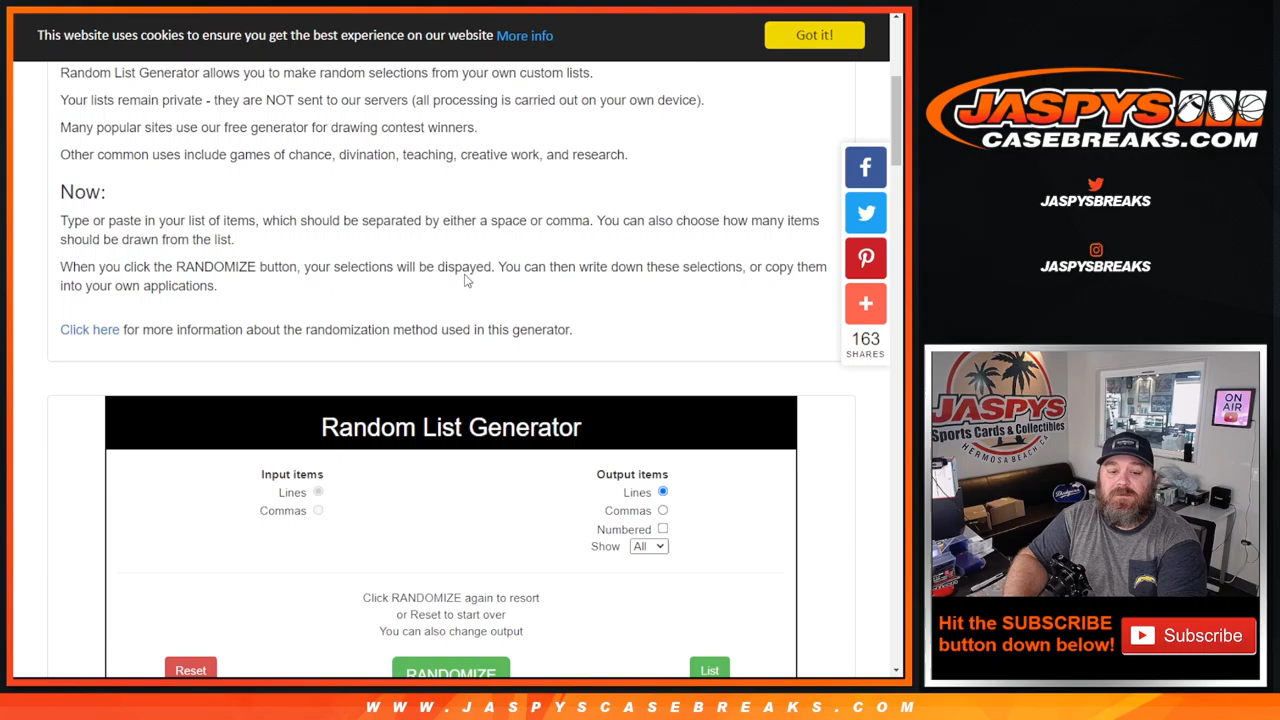 This website uses cookies to ensure you get the best experience on our website More info
Got it!
Random List Generator allows you to make random selections from your own custom lists.
Your lists remain private - they are NOT sent to our servers (all processing is carried out on your own device).
Many popular sites use our free generator for drawing contest winners.
Other common uses include games of chance, divination, teaching, creative work, and research.
Now:
Type or paste in your list of items, which should be separated by either a space or comma. You can also choose how many items
should be drawn from the list.
When you click the RANDOMIZE button, your selections will be dispayed. You can then write down these selections, or copy them
into your own applications.
Click here for more information about the randomization method used in this generator.
163
SHARES
Random List Generator
Input items
Lines
Commas
Output items
Lines
Commas
Numbered
Show All
Click RANDOMIZE again to resort
or Reset to start over
You can also change output
Reset
RANDOMIZE
List
JASPYS
CASEBREAKS.COM
JASPYSBREAKS
JASPYSBREAKS
JASPYS
Sports Cards & Collectibles
HERMOSA BEACH CA
ON
AIR
Dodgers
Hit the SUBSCRIBE
button down below!
Subscribe
WWW.JASPYSCASEBREAKS.COM